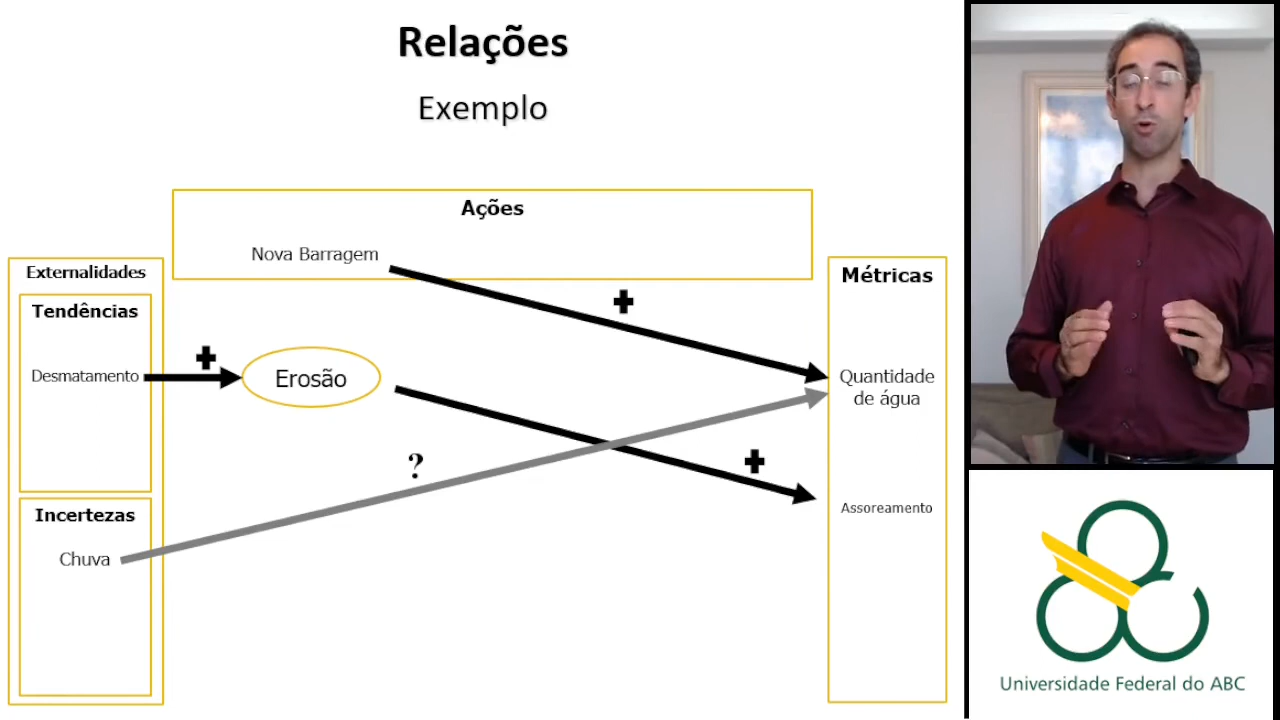 Relações
Exemplo
Ações
Nova Barragem
Externalidades
Tendências
Desmatamento
+
Erosão
+
Métricas
Quantidade
de água
?
+
Assoreamento
Incertezas
Chuva
Universidade Federal do ABC